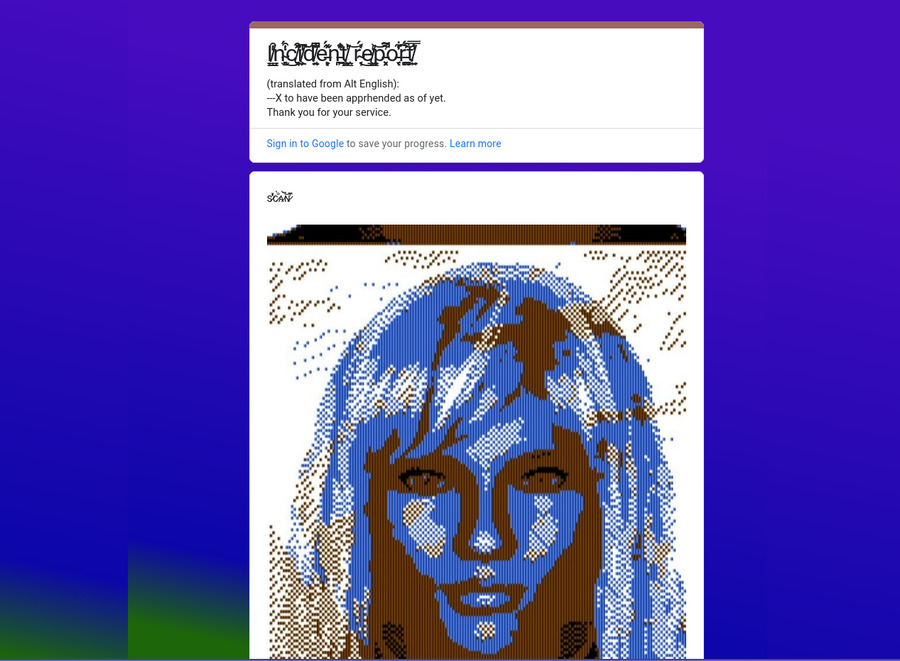 Incident report
(translated from Alt English):
---X to have been apprhended as of yet.
Thank you for your service.
Sign in to Google to save your progress. Learn more
SCAN